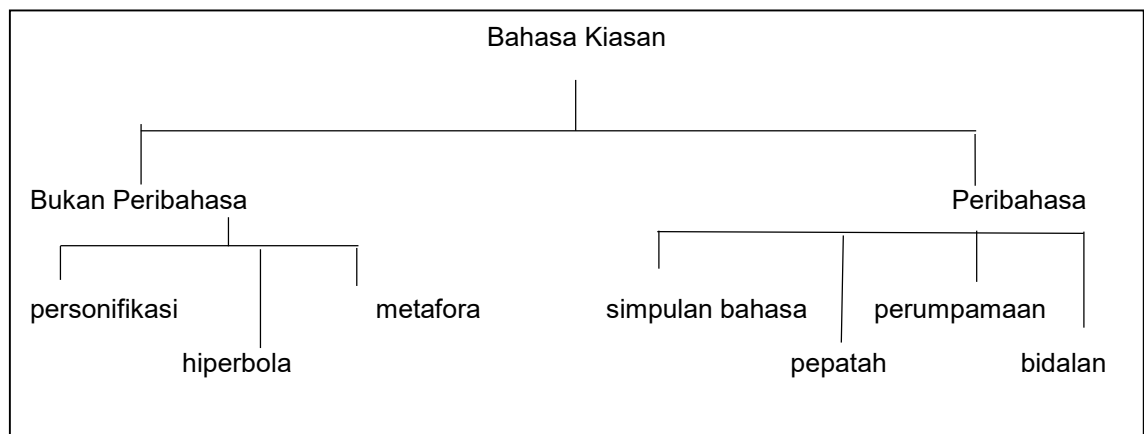 Bahasa Kiasan
Bukan Peribahasa Peribahasa
personifikasi metafora simpulan bahasa perumpamaan
hiperbola pepatah bidalan